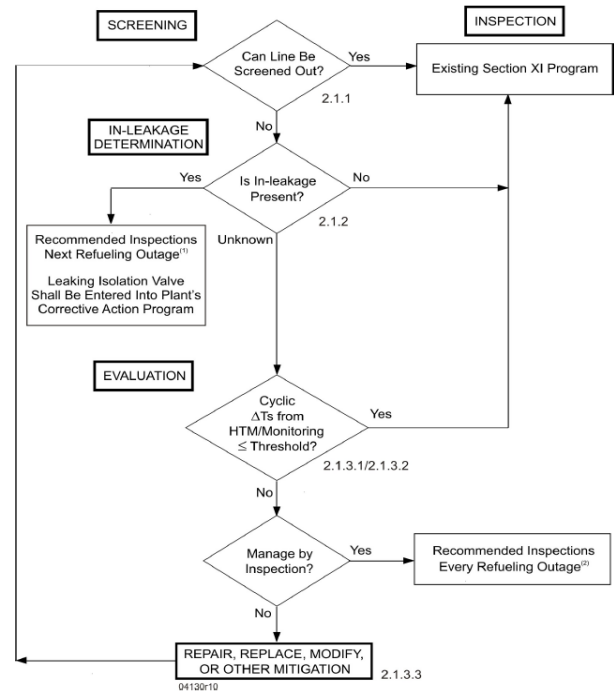 SCREENING
INSPECTION
Can Line Be
Screened Out?
Yes
Existing Section XI Program
2.1.1
No
IN-LEAKAGE
DETERMINATION
Yes
Is In-leakage
Present?
No
2.1.2
Unknown
Recommended Inspections
Next Refueling Outage(1)
Leaking Isolation Valve
Shall Be Entered Into Plant's
Corrective Action Program
EVALUATION
Cyclic
ΔTs from
HTM/Monitoring
≤ Threshold?
Yes
2.1.3.1/2.1.3.2
No
Manage by
Inspection?
Yes
Recommended Inspections
Every Refueling Outage(2)
No
REPAIR, REPLACE, MODIFY,
OR OTHER MITIGATION
2.1.3.3
04130r10